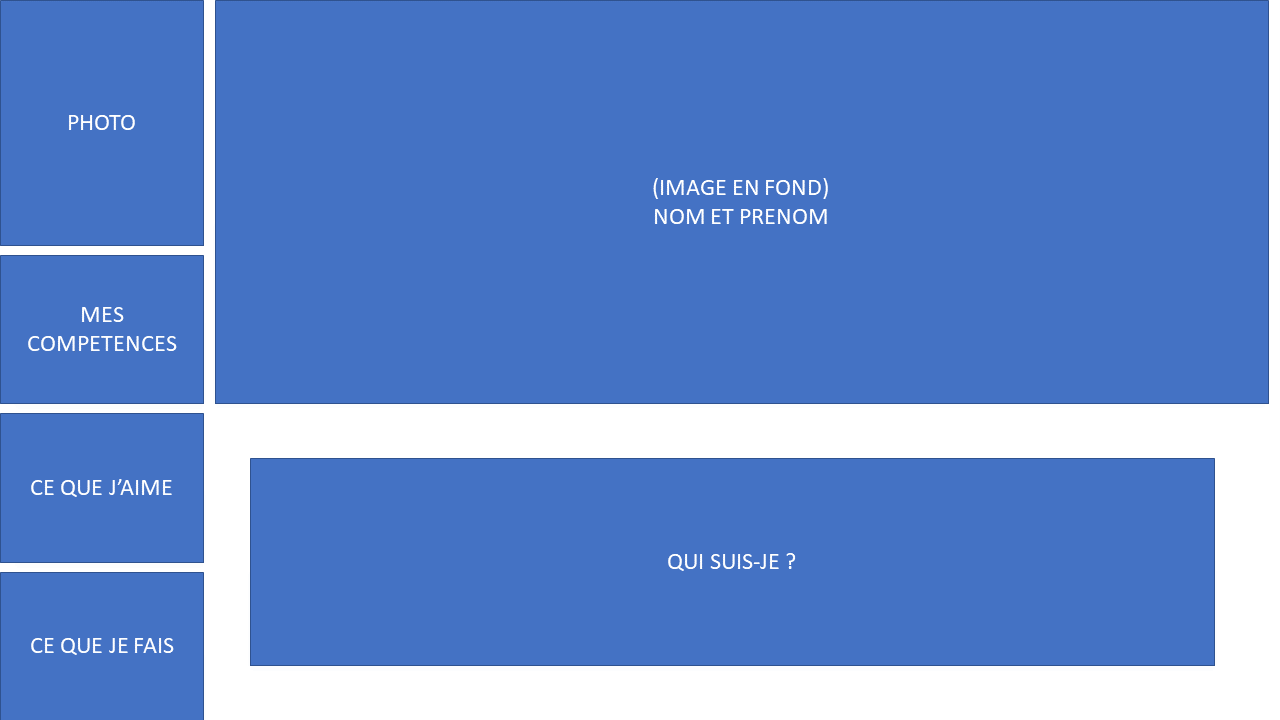 PHOTO
(IMAGE EN FOND)
NOM ET PRENOM
MES
COMPETENCES
CE QUE J’AIME
QUI SUIS-JE ?
CE QUE JE FAIS